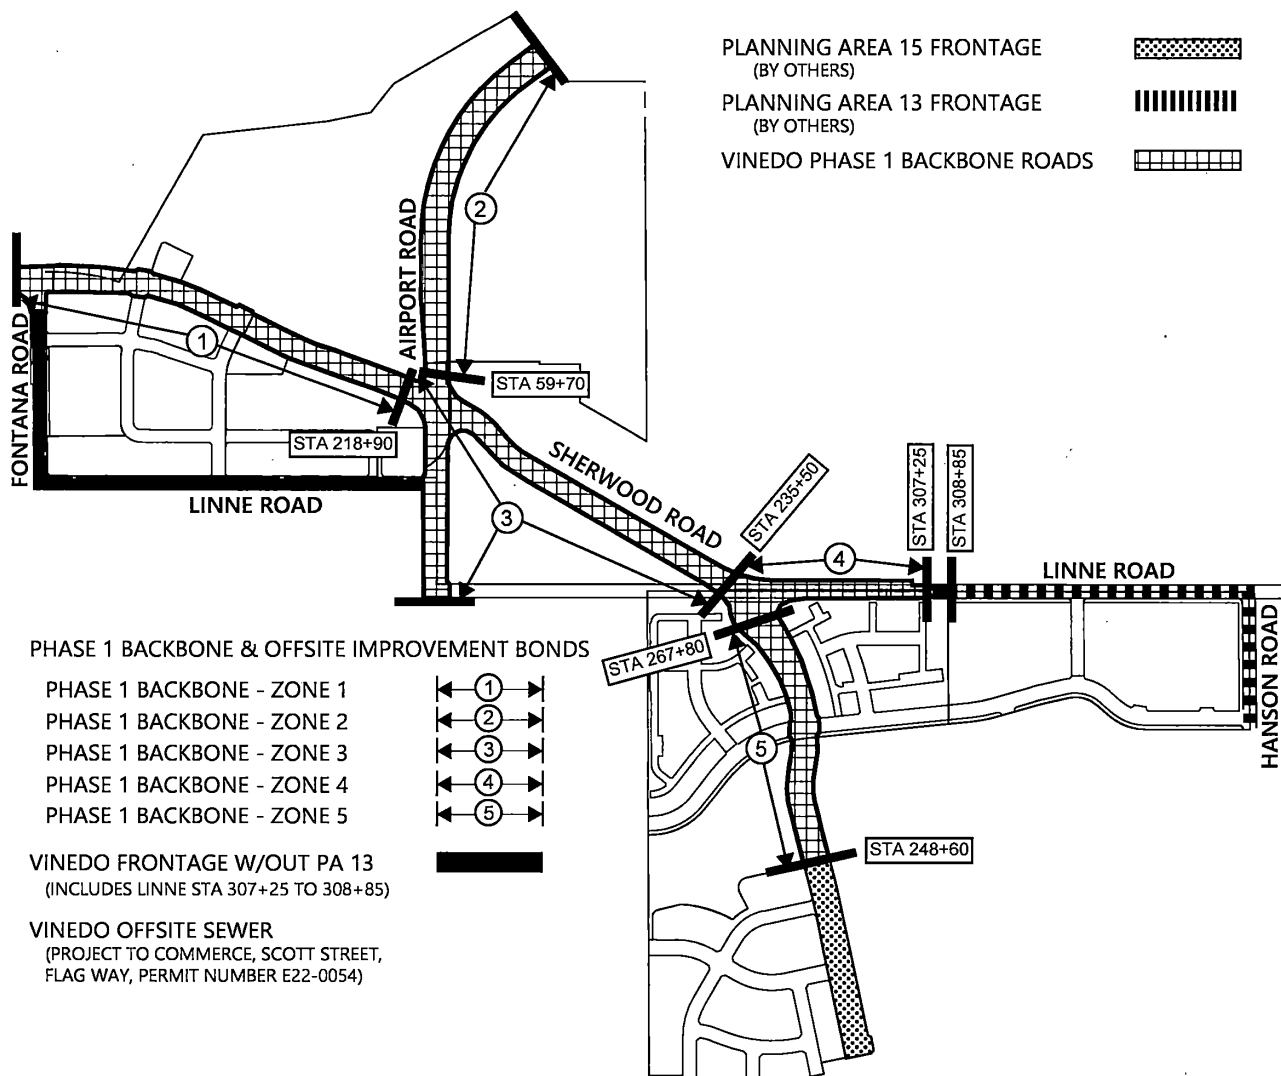 PLANNING AREA 15 FRONTAGE
(BY OTHERS)
PLANNING AREA 13 FRONTAGE
(BY OTHERS)
VINEDO PHASE 1 BACKBONE ROADS
2
AIRPORT ROAD
1
FONTANA ROAD
STA 59+70
STA 218+90
LINNE ROAD
SHERWOOD ROAD
3
STA 235+50
STA 307+25
STA 308+85
4
LINNE ROAD
HANSON ROAD
STA 267+80
5
STA 248+60
PHASE 1 BACKBONE & OFFSITE IMPROVEMENT BONDS
PHASE 1 BACKBONE - ZONE 1 1
PHASE 1 BACKBONE - ZONE 2 2
PHASE 1 BACKBONE - ZONE 3 3
PHASE 1 BACKBONE - ZONE 4 4
PHASE 1 BACKBONE - ZONE 5 5
VINEDO FRONTAGE W/OUT PA 13
(INCLUDES LINNE STA 307+25 TO 308+85)
VINEDO OFFSITE SEWER
(PROJECT TO COMMERCE, SCOTT STREET,
FLAG WAY, PERMIT NUMBER E22-0054)